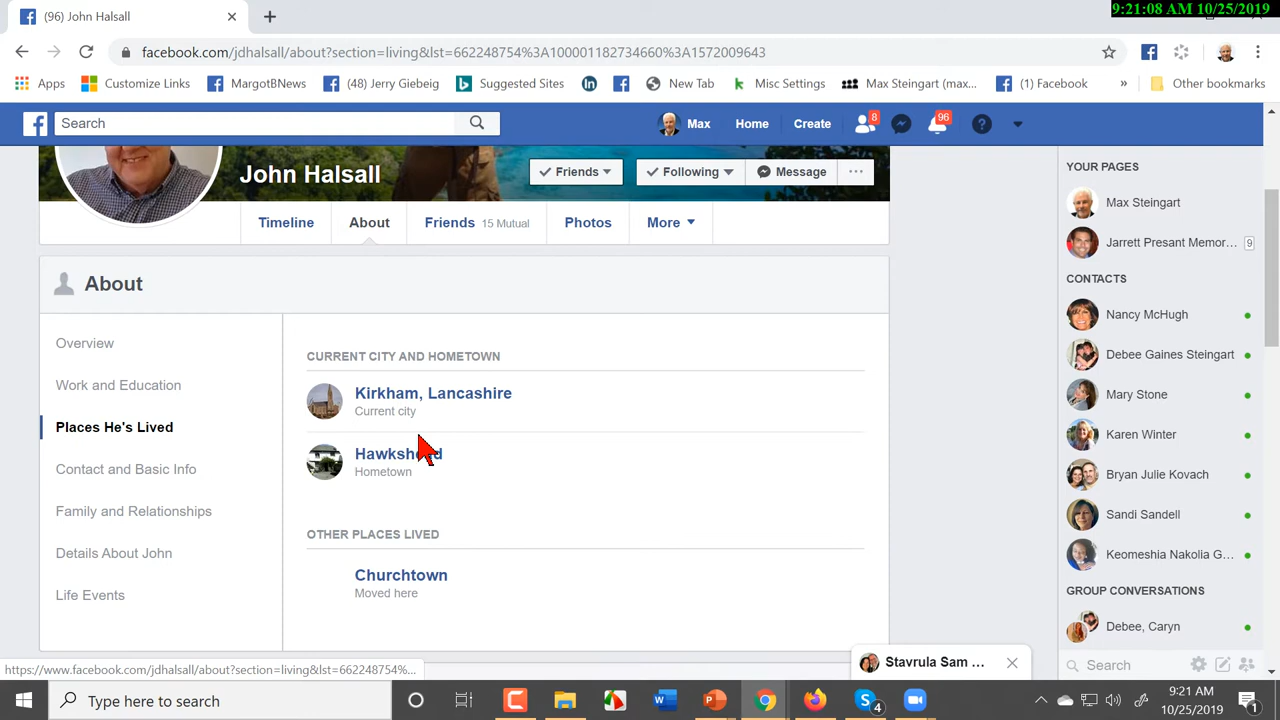 (96) John Halsall
9:21:08 AM 10/25/2019
facebook.com/jdhalsall/about?section=living&lst=662248754%3A100001182734660%3A1572009643
Apps Customize Links MargotBNews (48) Jerry Giebeig Suggested Sites New Tab Misc Settings Max Steingart (max... (1) Facebook » Other bookmarks
Search Max Home Create 8 96
John Halsall
Friends Following Message ...
Timeline About Friends 15 Mutual Photos More
About
Overview
Work and Education
Places He's Lived
Contact and Basic Info
Family and Relationships
Details About John
Life Events
CURRENT CITY AND HOMETOWN
Kirkham, Lancashire
Current city
Hometown
OTHER PLACES LIVED
Churchtown
Moved here
YOUR PAGES
Max Steingart
Jarrett Presant Memor... 9
CONTACTS
Nancy McHugh
Debee Gaines Steingart
Mary Stone
Karen Winter
Bryan Julie Kovach
Sandi Sandell
Keomeshia Nakolia G...
GROUP CONVERSATIONS
Debee, Caryn
Search
Stavrula Sam ...
https://www.facebook.com/jdhalsall/about?section=living&lst=662248754%...
Type here to search
4
9:21 AM
10/25/2019
1